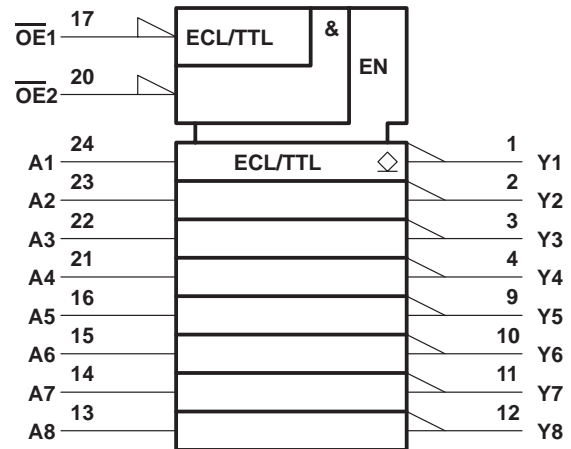 17
O̅E̅1 ECL/TTL & EN
20
O̅E̅2
24 1
A1 ECL/TTL Y1
23 2
A2 Y2
22 3
A3 Y3
21 4
A4 Y4
16 9
A5 Y5
15 10
A6 Y6
14 11
A7 Y7
13 12
A8 Y8